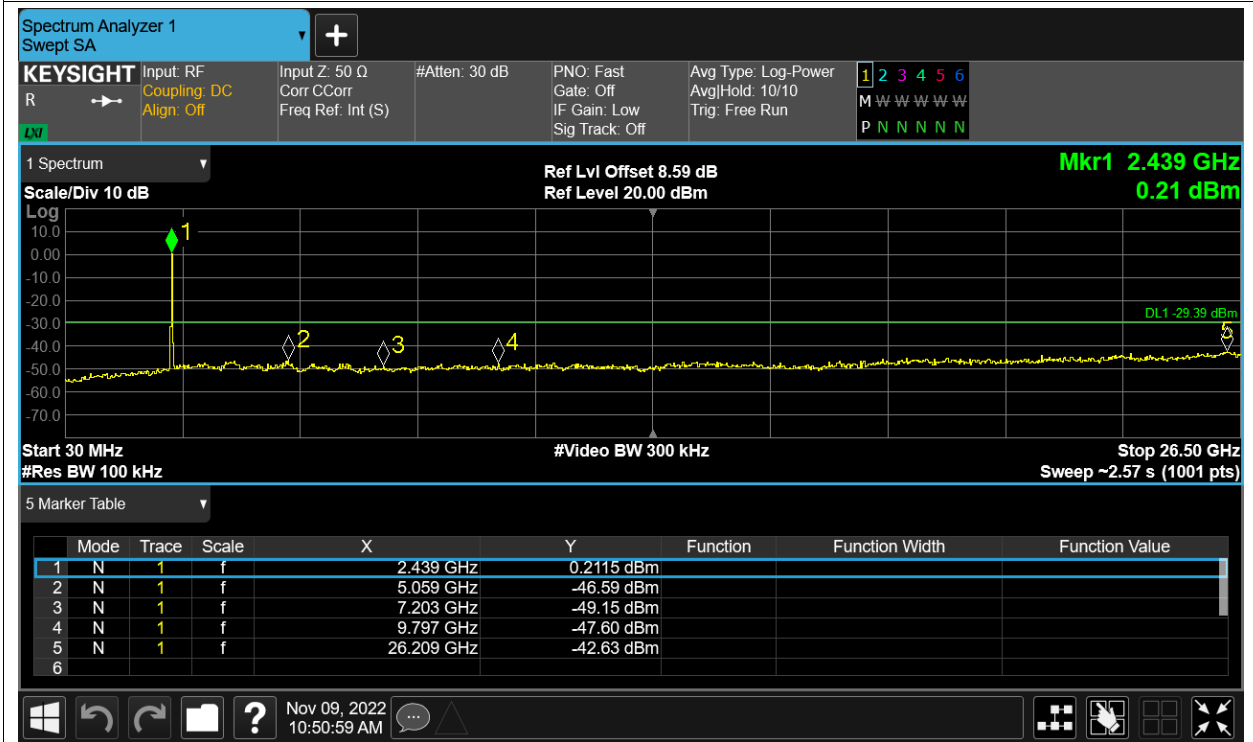 Spectrum Analyzer 1
Swept SA
+
KEYSIGHT
R
LXI
Input: RF
Coupling: DC
Align: Off
Input Z: 50 Ω
Corr CCorr
Freq Ref: Int (S)
#Atten: 30 dB
PNO: Fast
Gate: Off
IF Gain: Low
Sig Track: Off
Avg Type: Log-Power
Avg|Hold: 10/10
Trig: Free Run
1 2 3 4 5 6
M W W W W W
P N N N N N
1 Spectrum
Scale/Div 10 dB
Ref Lvl Offset 8.59 dB
Ref Level 20.00 dBm
Mkr1 2.439 GHz
0.21 dBm
Log
10.0
0.00
-10.0
-20.0
-30.0
-40.0
-50.0
-60.0
-70.0
1
2
3
4
5
DL1 -29.39 dBm
Start 30 MHz
#Video BW 300 kHz
Stop 26.50 GHz
#Res BW 100 kHz
Sweep ~2.57 s (1001 pts)
5 Marker Table
Mode Trace Scale X Y Function Function Width Function Value
1 N 1 f 2.439 GHz 0.2115 dBm
2 N 1 f 5.059 GHz -46.59 dBm
3 N 1 f 7.203 GHz -49.15 dBm
4 N 1 f 9.797 GHz -47.60 dBm
5 N 1 f 26.209 GHz -42.63 dBm
6
?
Nov 09, 2022
10:50:59 AM